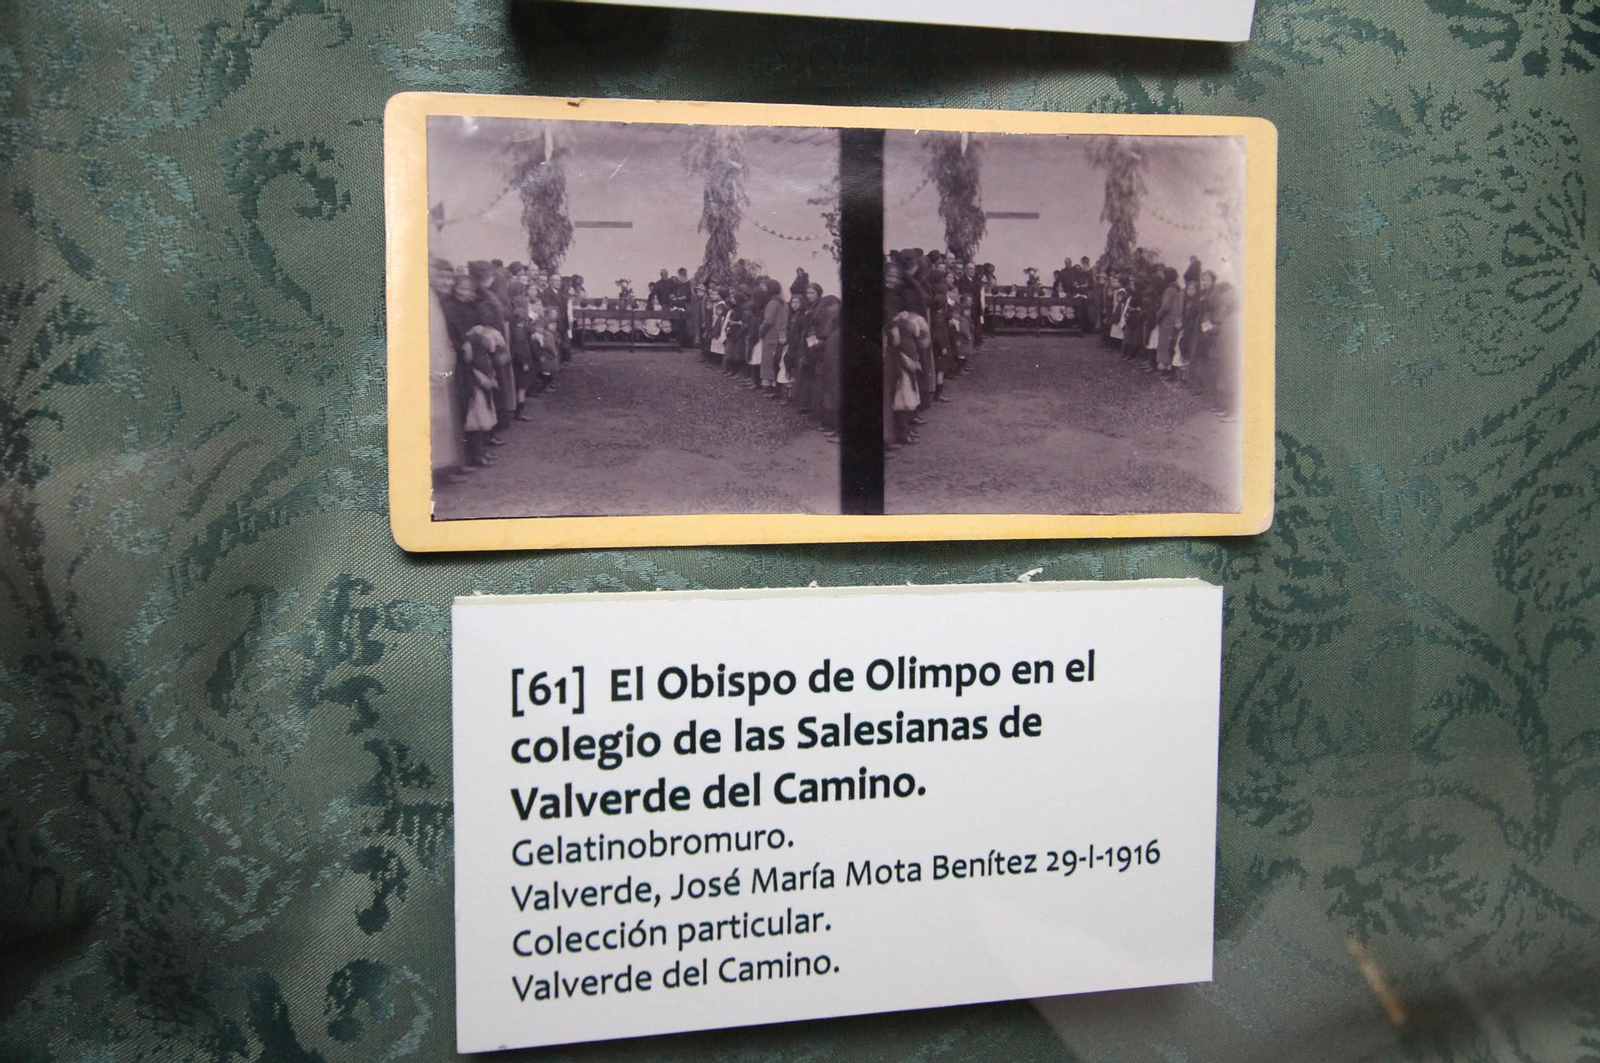 [61] El Obispo de Olimpo en el
colegio de las Salesianas de
Valverde del Camino.
Gelatinobromuro.
Valverde, José María Mota Benítez 29-I-1916
Colección particular.
Valverde del Camino.